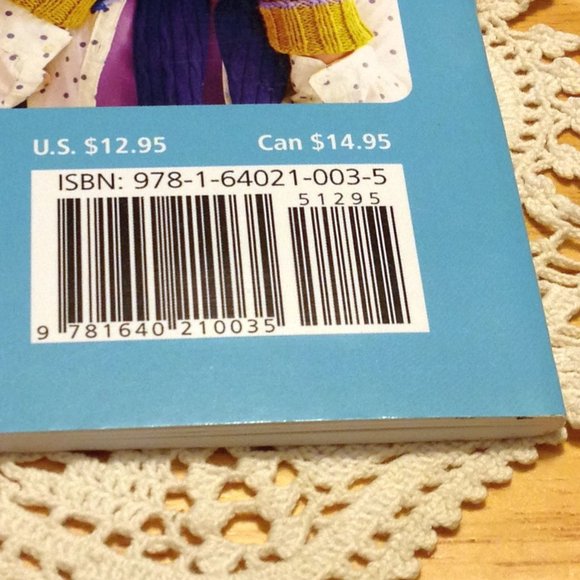 U.S. $12.95 Can $14.95
ISBN: 978-1-64021-003-5
51295
9 781640 210035